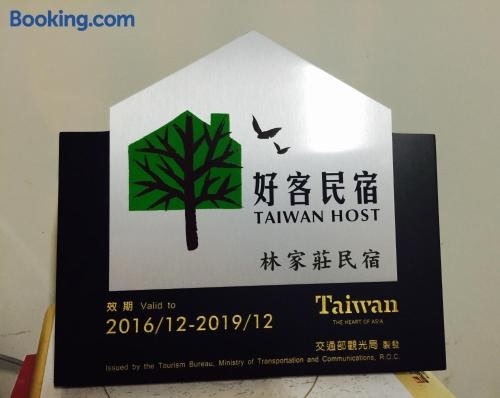 Booking.com
好客民宿
TAIWAN HOST
林家莊民宿
效期 Valid to
2016/12-2019/12
Taiwan
THE HEART OF ASIA
交通部觀光局 製發
Issued by the Tourism Bureau, Ministry of Transportation and Communications, R.O.C.